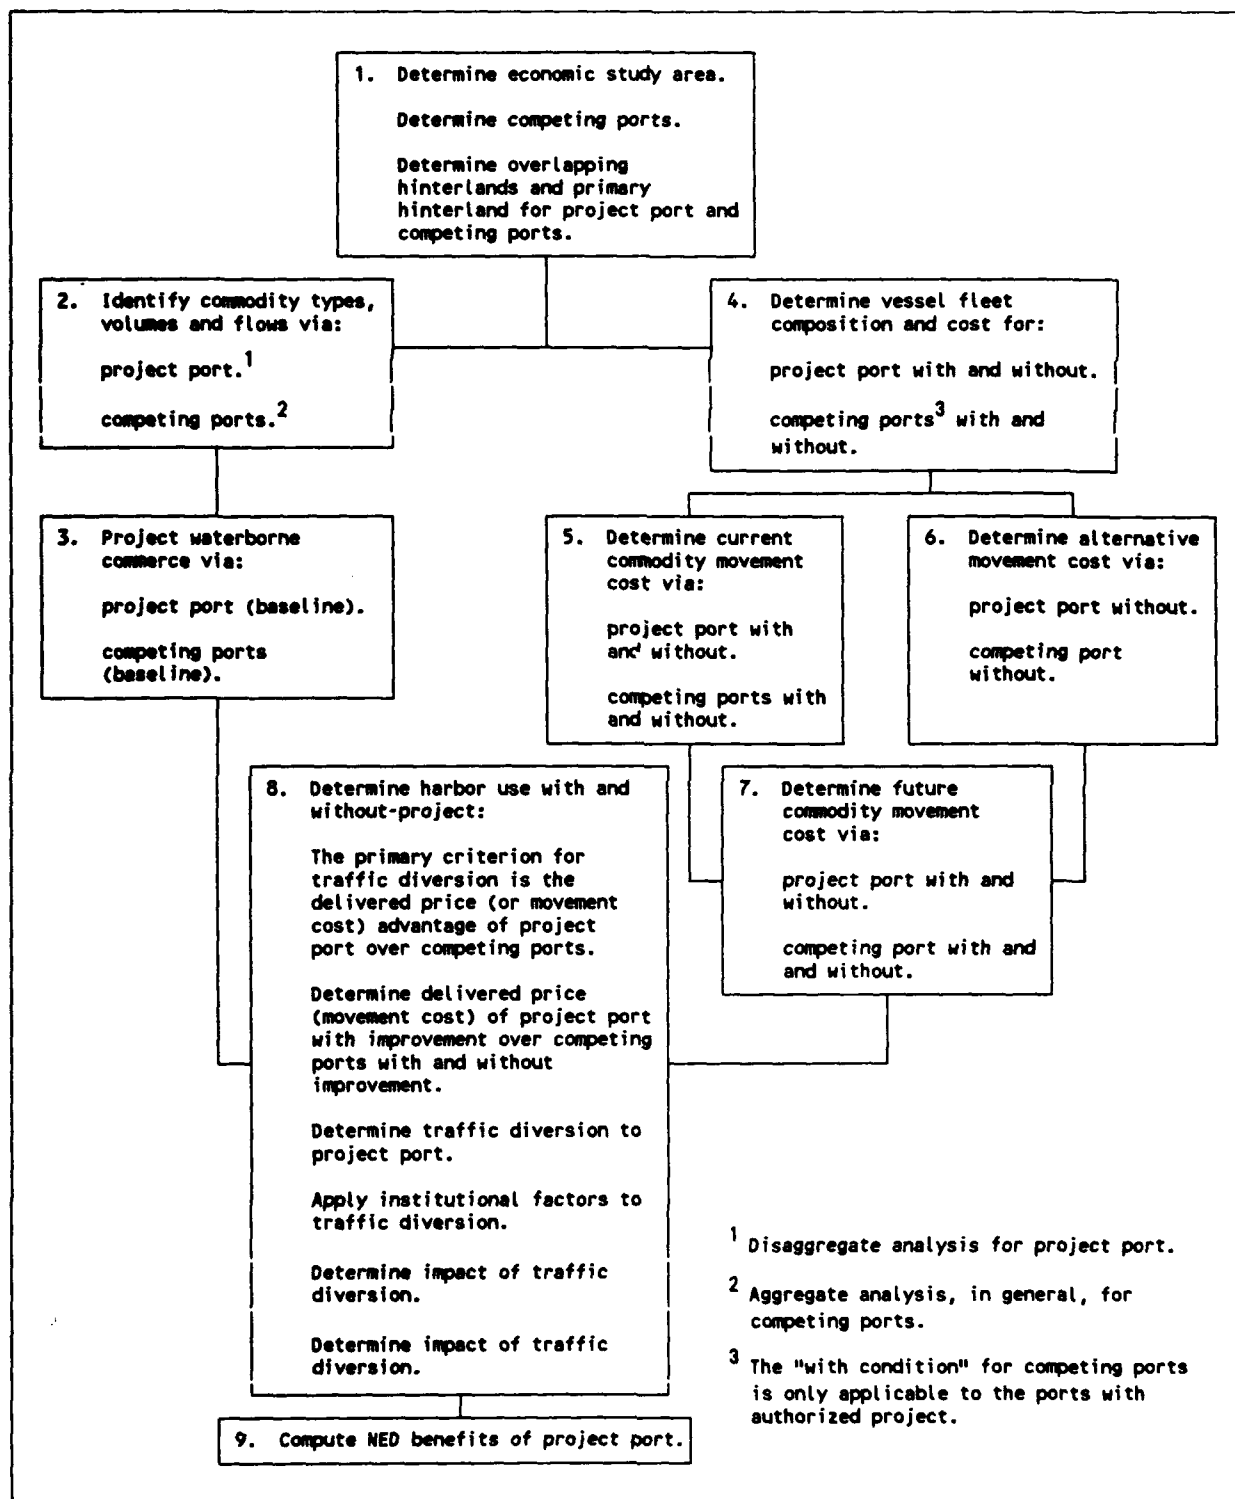 1. Determine economic study area.
Determine competing ports.
Determine overlapping
hinterlands and primary
hinterland for project port and
competing ports.
2. Identify commodity types,
volumes and flows via:
project port.1
competing ports.2
4. Determine vessel fleet
composition and cost for:
project port with and without.
competing ports3 with and
without.
3. Project waterborne
commerce via:
project port (baseline).
competing ports
(baseline).
5. Determine current
commodity movement
cost via:
project port with
and without.
competing ports with
and without.
6. Determine alternative
movement cost via:
project port without.
competing port
without.
8. Determine harbor use with and
without-project:
The primary criterion for
traffic diversion is the
delivered price (or movement
cost) advantage of project
port over competing ports.
Determine delivered price
(movement cost) of project port
with improvement over competing
ports with and without
improvement.
Determine traffic diversion to
project port.
Apply institutional factors to
traffic diversion.
Determine impact of traffic
diversion.
Determine impact of traffic
diversion.
7. Determine future
commodity movement
cost via:
project port with and
without.
competing port with and
and without.
1 Disaggregate analysis for project port.
2 Aggregate analysis, in general, for
competing ports.
3 The "with condition" for competing ports
is only applicable to the ports with
authorized project.
9. Compute NED benefits of project port.